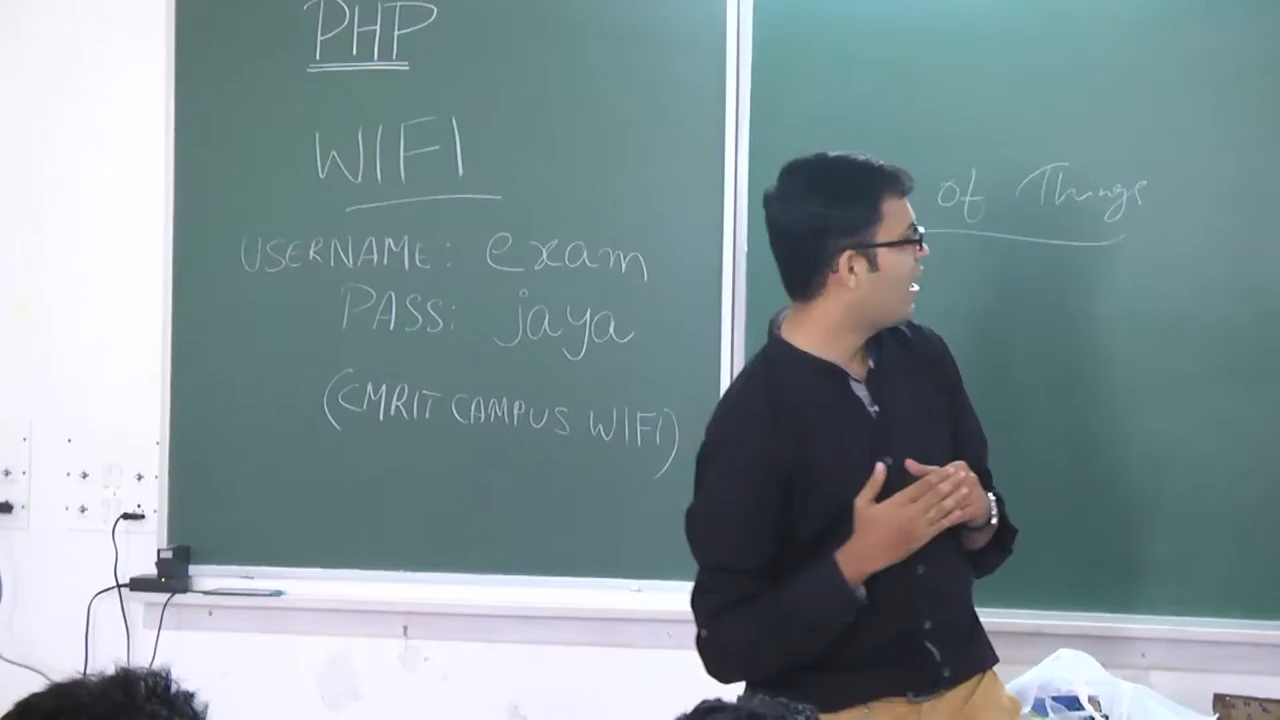 PHP
WIFI
USERNAME: exam
PASS: jaya
(CMRIT CAMPUS WIFI)
of Things